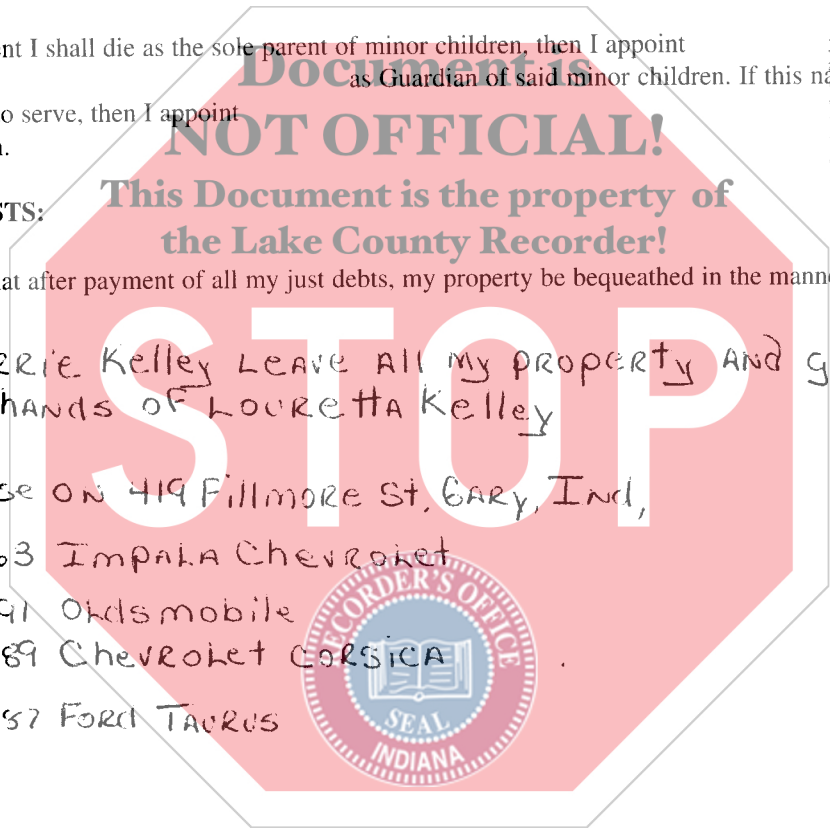 nt I shall die as the sole parent of minor children, then I appoint
Document is
as Guardian of said minor children. If this na
o serve, then I appoint
NOT OFFICIAL!
This Document is the property of
STS:
the Lake County Recorder!
at after payment of all my just debts, my property be bequeathed in the manne
STOP
RRiE Kelley LEAVE All My PROPERty AND g
hANds OF LOURETTA Kelley
se ON 419 Fillmore St, GARy, Ind,
63 ImpALA ChevRolet
91 Oldsmobile
89 ChevRolet CORSICA
87 FORd TAURUS
RECORDER'S OFFICE
SEAL
INDIANA